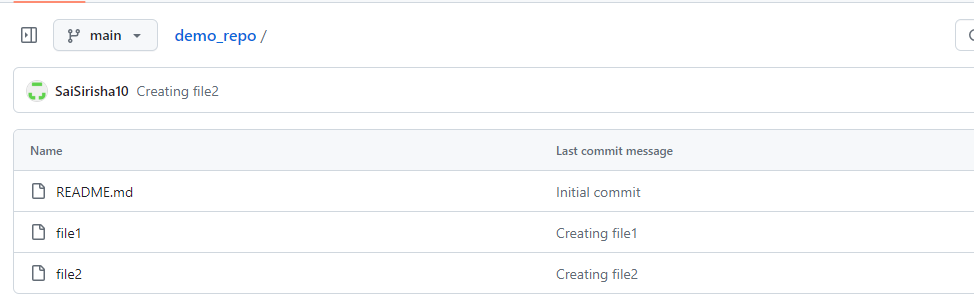 main
demo_repo /
SaiSirisha10 Creating file2
Name Last commit message
README.md Initial commit
file1 Creating file1
file2 Creating file2